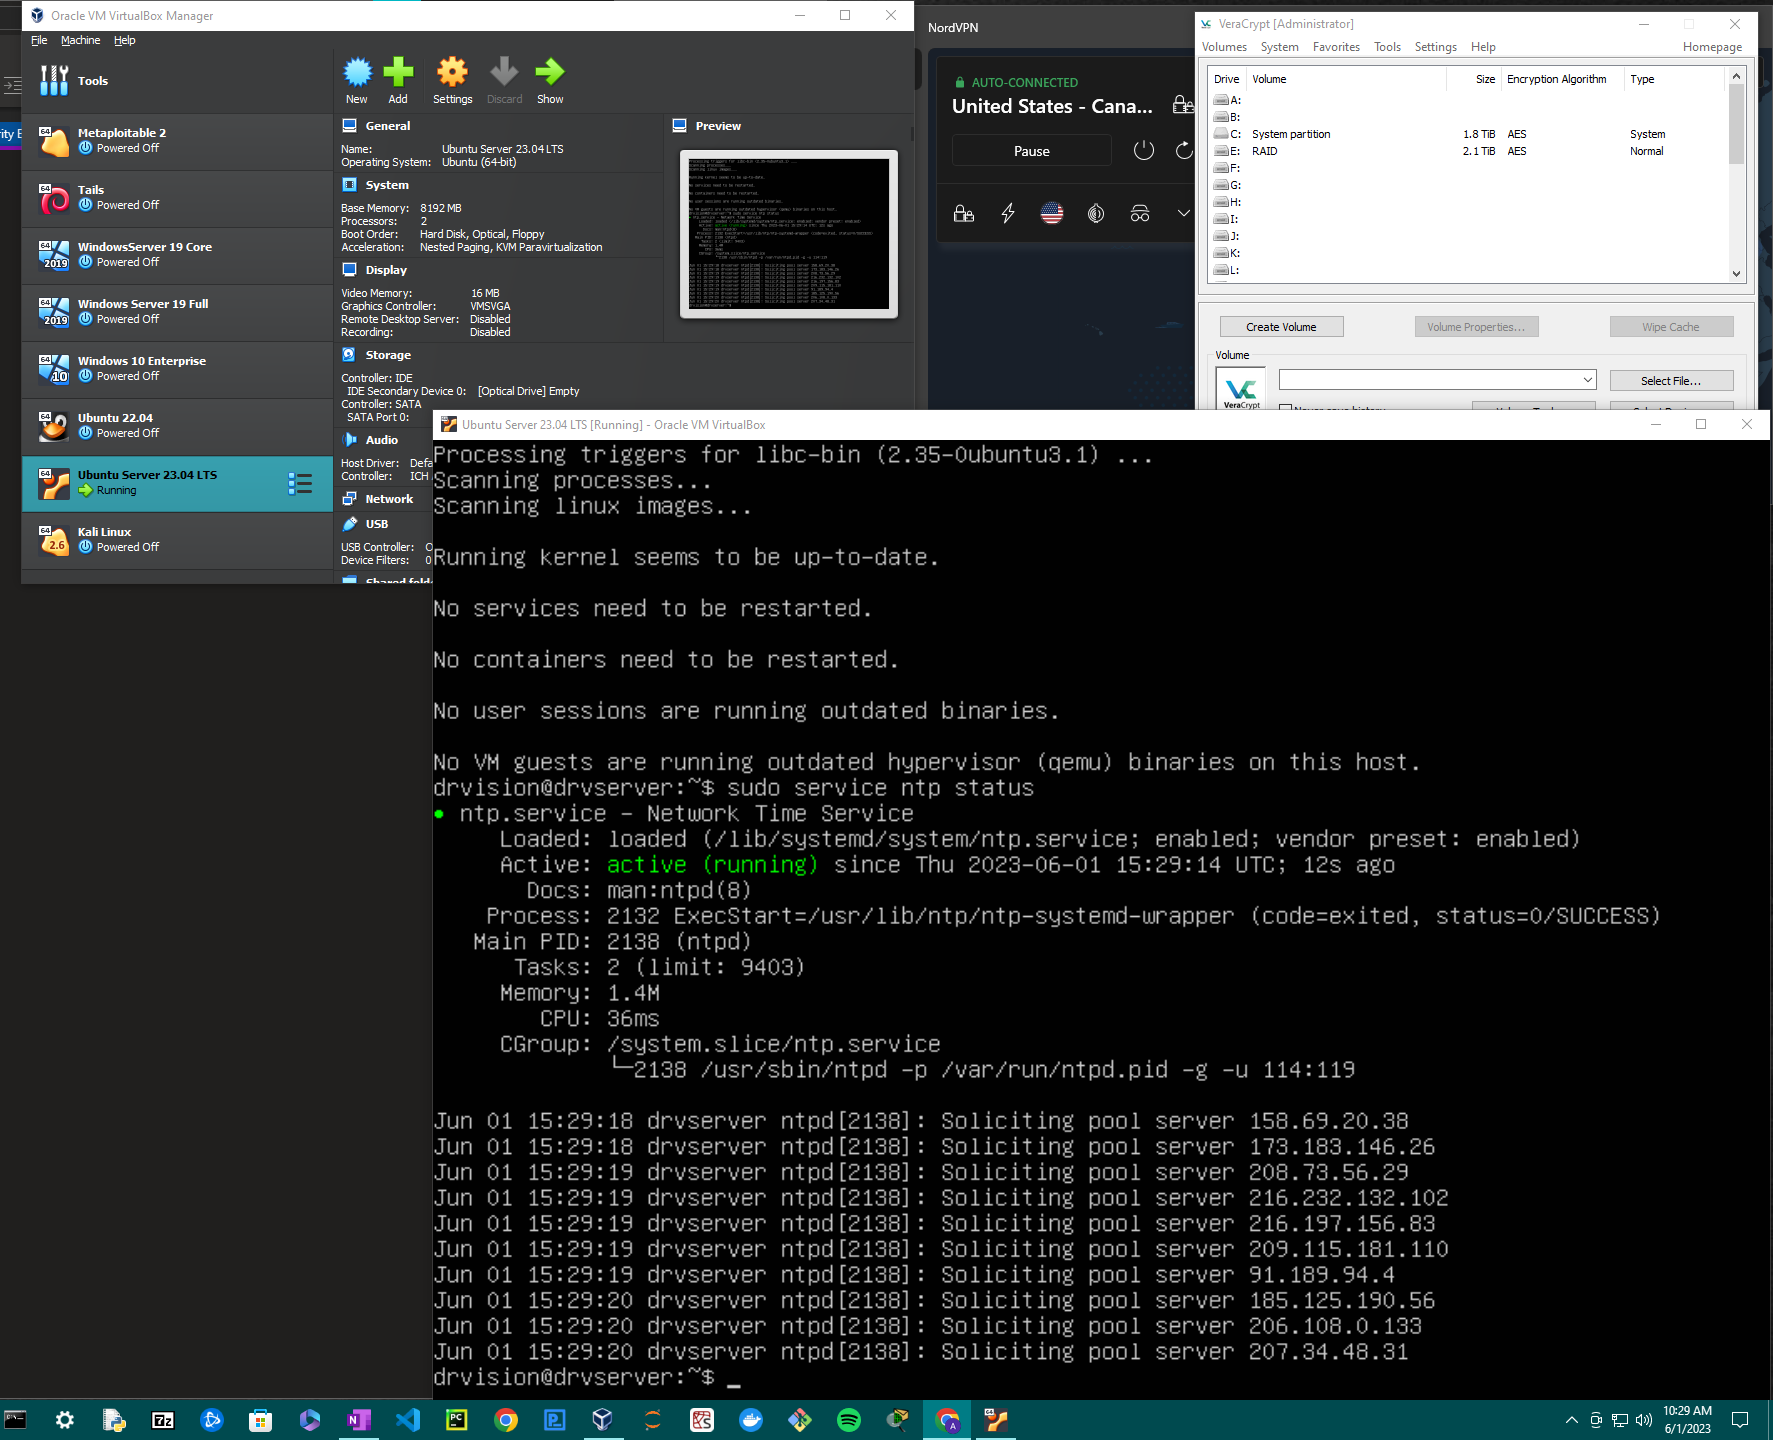 Oracle VM VirtualBox Manager
File Machine Help
Tools
New
Add
Settings
Discard
Show
64
Metaploitable 2
Powered Off
64
Tails
Powered Off
64
2019
WindowsServer 19 Core
Powered Off
64
2019
Windows Server 19 Full
Powered Off
64
10
Windows 10 Enterprise
Powered Off
64
Ubuntu 22.04
Powered Off
64
Ubuntu Server 23.04 LTS
Running
64
2.6
Kali Linux
Powered Off
General
Name: Ubuntu Server 23.04 LTS
Operating System: Ubuntu (64-bit)
System
Base Memory: 8192 MB
Processors: 2
Boot Order: Hard Disk, Optical, Floppy
Acceleration: Nested Paging, KVM Paravirtualization
Display
Video Memory: 16 MB
Graphics Controller: VMSVGA
Remote Desktop Server: Disabled
Recording: Disabled
Storage
Controller: IDE
IDE Secondary Device 0: [Optical Drive] Empty
Controller: SATA
SATA Port 0:
Audio
Host Driver: Defa
Controller: ICH
Network
USB
USB Controller: O
Device Filters: 0
Shared fold
Preview
rity E
NordVPN
AUTO-CONNECTED
United States - Cana...
Pause
VeraCrypt [Administrator]
Volumes System Favorites Tools Settings Help Homepage
Drive Volume Size Encryption Algorithm Type
A:
B:
C: System partition 1.8 TiB AES System
E: RAID 2.1 TiB AES Normal
F:
G:
H:
I:
J:
K:
L:
Create Volume
Volume Properties...
Wipe Cache
Volume
VeraCrypt
Select File...
Ubuntu Server 23.04 LTS [Running] - Oracle VM VirtualBox
Processing triggers for libc-bin (2.35-0ubuntu3.1) ...
Scanning processes...
Scanning linux images...
Running kernel seems to be up-to-date.
No services need to be restarted.
No containers need to be restarted.
No user sessions are running outdated binaries.
No VM guests are running outdated hypervisor (qemu) binaries on this host.
drvision@drvserver:~$ sudo service ntp status
● ntp.service - Network Time Service
Loaded: loaded (/lib/systemd/system/ntp.service; enabled; vendor preset: enabled)
Active: active (running) since Thu 2023-06-01 15:29:14 UTC; 12s ago
Docs: man:ntpd(8)
Process: 2132 ExecStart=/usr/lib/ntp/ntp-systemd-wrapper (code=exited, status=0/SUCCESS)
Main PID: 2138 (ntpd)
Tasks: 2 (limit: 9403)
Memory: 1.4M
CPU: 36ms
CGroup: /system.slice/ntp.service
└─2138 /usr/sbin/ntpd -p /var/run/ntpd.pid -g -u 114:119
Jun 01 15:29:18 drvserver ntpd[2138]: Soliciting pool server 158.69.20.38
Jun 01 15:29:18 drvserver ntpd[2138]: Soliciting pool server 173.183.146.26
Jun 01 15:29:19 drvserver ntpd[2138]: Soliciting pool server 208.73.56.29
Jun 01 15:29:19 drvserver ntpd[2138]: Soliciting pool server 216.232.132.102
Jun 01 15:29:19 drvserver ntpd[2138]: Soliciting pool server 216.197.156.83
Jun 01 15:29:19 drvserver ntpd[2138]: Soliciting pool server 209.115.181.110
Jun 01 15:29:19 drvserver ntpd[2138]: Soliciting pool server 91.189.94.4
Jun 01 15:29:20 drvserver ntpd[2138]: Soliciting pool server 185.125.190.56
Jun 01 15:29:20 drvserver ntpd[2138]: Soliciting pool server 206.108.0.133
Jun 01 15:29:20 drvserver ntpd[2138]: Soliciting pool server 207.34.48.31
drvision@drvserver:~$ _
10:29 AM
6/1/2023